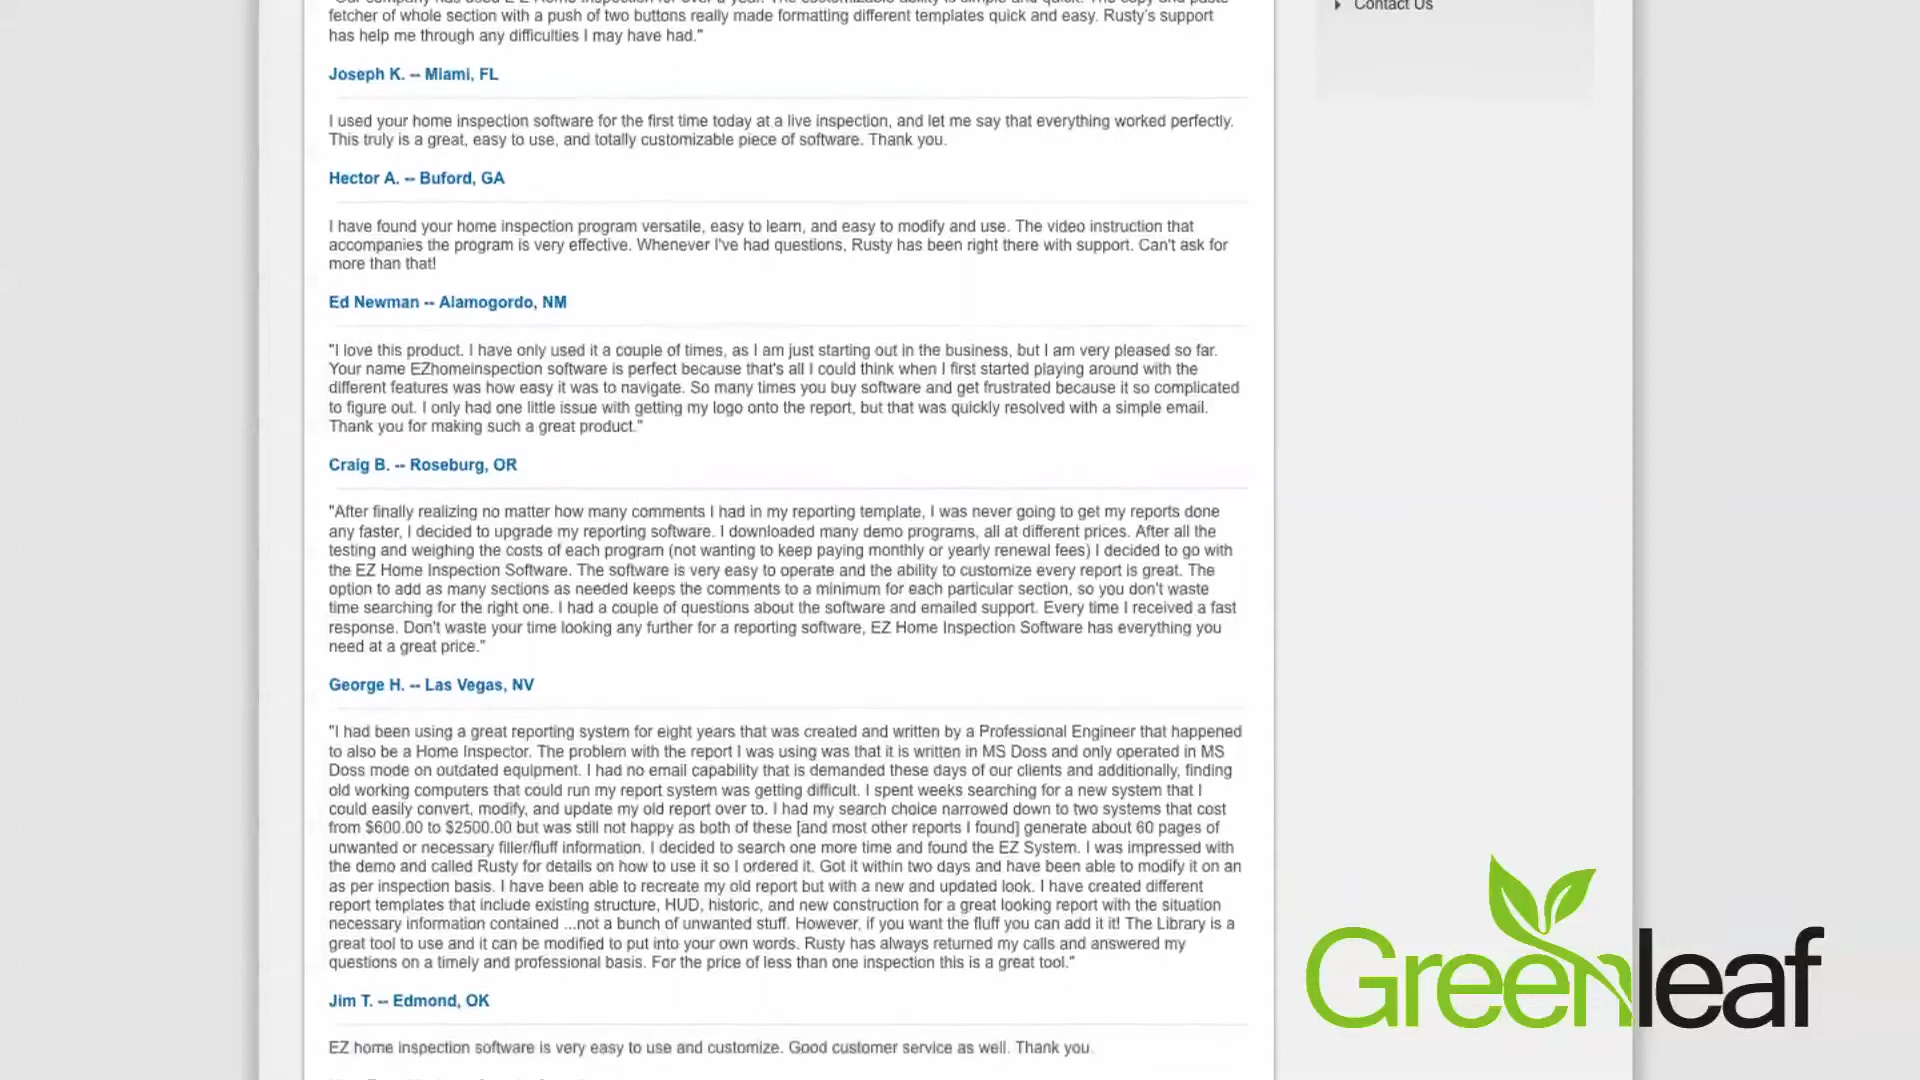 fetcher of whole section with a push of two buttons really made formatting different templates quick and easy. Rusty's support
has help me through any difficulties I may have had."
Joseph K. -- Miami, FL
I used your home inspection software for the first time today at a live inspection, and let me say that everything worked perfectly.
This truly is a great, easy to use, and totally customizable piece of software. Thank you.
Hector A. -- Buford, GA
I have found your home inspection program versatile, easy to learn, and easy to modify and use. The video instruction that
accompanies the program is very effective. Whenever I've had questions, Rusty has been right there with support. Can't ask for
more than that!
Ed Newman -- Alamogordo, NM
"I love this product. I have only used it a couple of times, as I am just starting out in the business, but I am very pleased so far.
Your name EZhomeinspection software is perfect because that's all I could think when I first started playing around with the
different features was how easy it was to navigate. So many times you buy software and get frustrated because it so complicated
to figure out. I only had one little issue with getting my logo onto the report, but that was quickly resolved with a simple email.
Thank you for making such a great product."
Craig B. -- Roseburg, OR
"After finally realizing no matter how many comments I had in my reporting template, I was never going to get my reports done
any faster, I decided to upgrade my reporting software. I downloaded many demo programs, all at different prices. After all the
testing and weighing the costs of each program (not wanting to keep paying monthly or yearly renewal fees) I decided to go with
the EZ Home Inspection Software. The software is very easy to operate and the ability to customize every report is great. The
option to add as many sections as needed keeps the comments to a minimum for each particular section, so you don't waste
time searching for the right one. I had a couple of questions about the software and emailed support. Every time I received a fast
response. Don't waste your time looking any further for a reporting software, EZ Home Inspection Software has everything you
need at a great price."
George H. -- Las Vegas, NV
"I had been using a great reporting system for eight years that was created and written by a Professional Engineer that happened
to also be a Home Inspector. The problem with the report I was using was that it is written in MS Doss and only operated in MS
Doss mode on outdated equipment. I had no email capability that is demanded these days of our clients and additionally, finding
old working computers that could run my report system was getting difficult. I spent weeks searching for a new system that I
could easily convert, modify, and update my old report over to. I had my search choice narrowed down to two systems that cost
from $600.00 to $2500.00 but was still not happy as both of these [and most other reports I found] generate about 60 pages of
unwanted or necessary filler/fluff information. I decided to search one more time and found the EZ System. I was impressed with
the demo and called Rusty for details on how to use it so I ordered it. Got it within two days and have been able to modify it on an
as per inspection basis. I have been able to recreate my old report but with a new and updated look. I have created different
report templates that include existing structure, HUD, historic, and new construction for a great looking report with the situation
necessary information contained ...not a bunch of unwanted stuff. However, if you want the fluff you can add it it! The Library is a
great tool to use and it can be modified to put into your own words. Rusty has always returned my calls and answered my
questions on a timely and professional basis. For the price of less than one inspection this is a great tool."
Jim T. -- Edmond, OK
EZ home inspection software is very easy to use and customize. Good customer service as well. Thank you.
Contact Us
Greenleaf